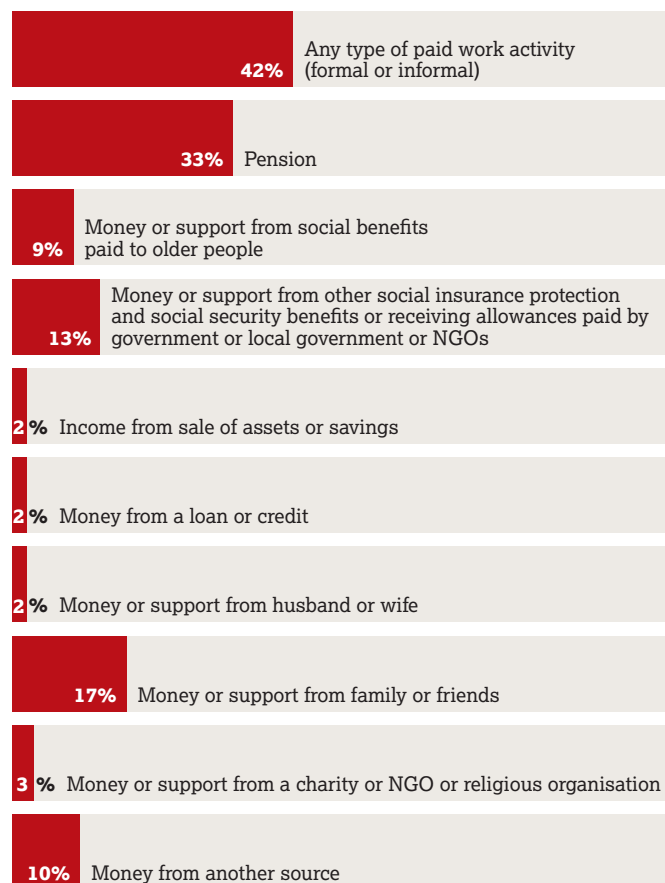 42% Any type of paid work activity
(formal or informal)
33% Pension
Money or support from social benefits
9% paid to older people
Money or support from other social insurance protection
and social security benefits or receiving allowances paid by
13% government or local government or NGOs
2% Income from sale of assets or savings
2% Money from a loan or credit
2% Money or support from husband or wife
17% Money or support from family or friends
3% Money or support from a charity or NGO or religious organisation
10% Money from another source